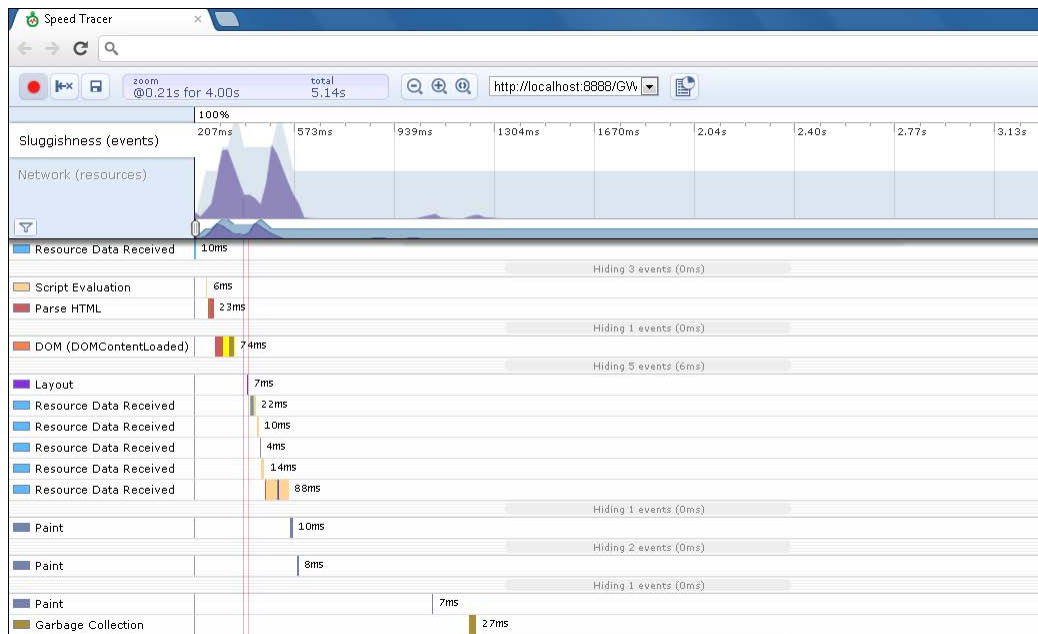 Speed Tracer
zoom total
@0.21s for 4.00s 5.14s
http://localhost:8888/GW
100%
207ms 573ms 939ms 1304ms 1670ms 2.04s 2.40s 2.77s 3.13s
Sluggishness (events)
Network (resources)
Resource Data Received 10ms
Hiding 3 events (0ms)
Script Evaluation 6ms
Parse HTML 23ms
Hiding 1 events (0ms)
DOM (DOMContentLoaded) 74ms
Hiding 5 events (6ms)
Layout 7ms
Resource Data Received 22ms
Resource Data Received 10ms
Resource Data Received 4ms
Resource Data Received 14ms
Resource Data Received 88ms
Hiding 1 events (0ms)
Paint 10ms
Hiding 2 events (0ms)
Paint 8ms
Hiding 1 events (0ms)
Paint 7ms
Garbage Collection 27ms